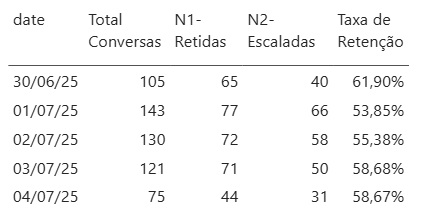 date Total Conversas N1-Retidas N2-Escaladas Taxa de Retenção
30/06/25 105 65 40 61,90%
01/07/25 143 77 66 53,85%
02/07/25 130 72 58 55,38%
03/07/25 121 71 50 58,68%
04/07/25 75 44 31 58,67%